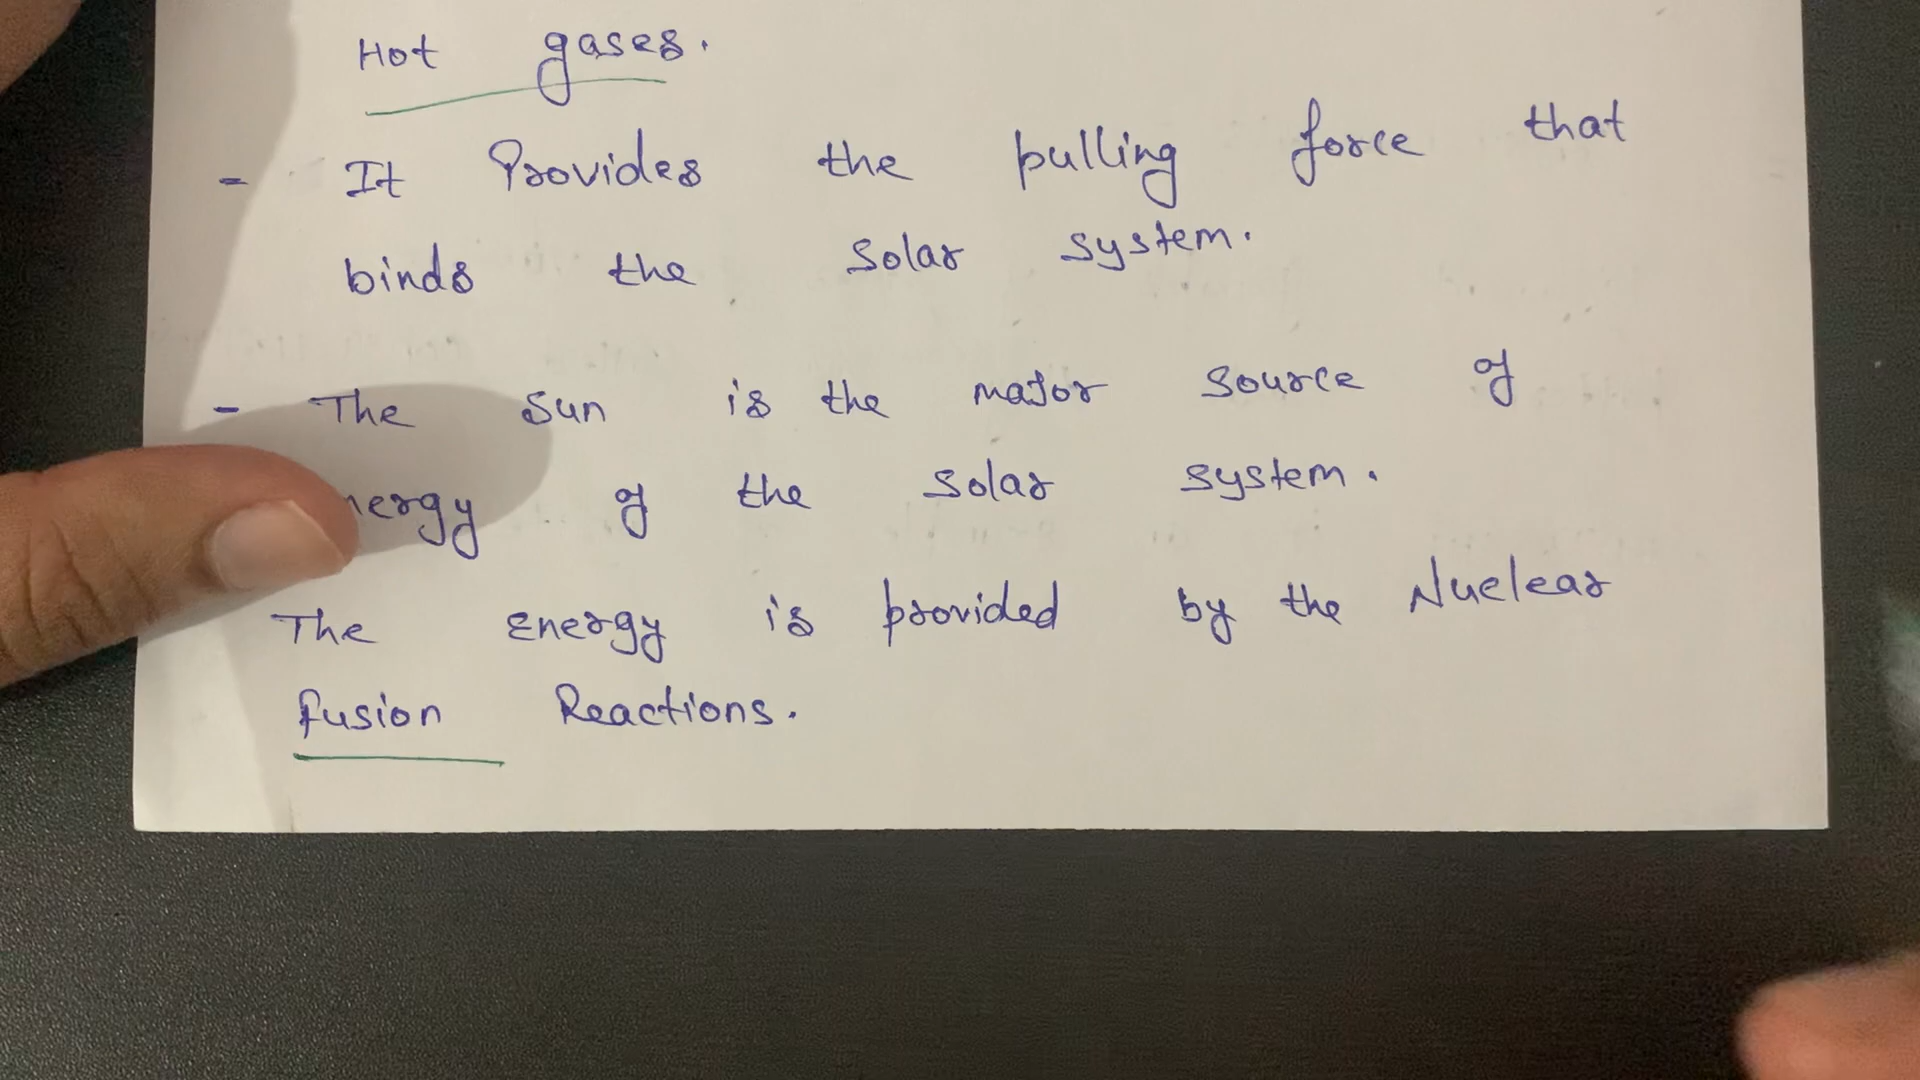 Hot gases.
- It Provides the pulling force that
binds the Solar system.
- The Sun is the major source of
nergy of the solar system.
The Energy is provided by the Nuclear
fusion Reactions.